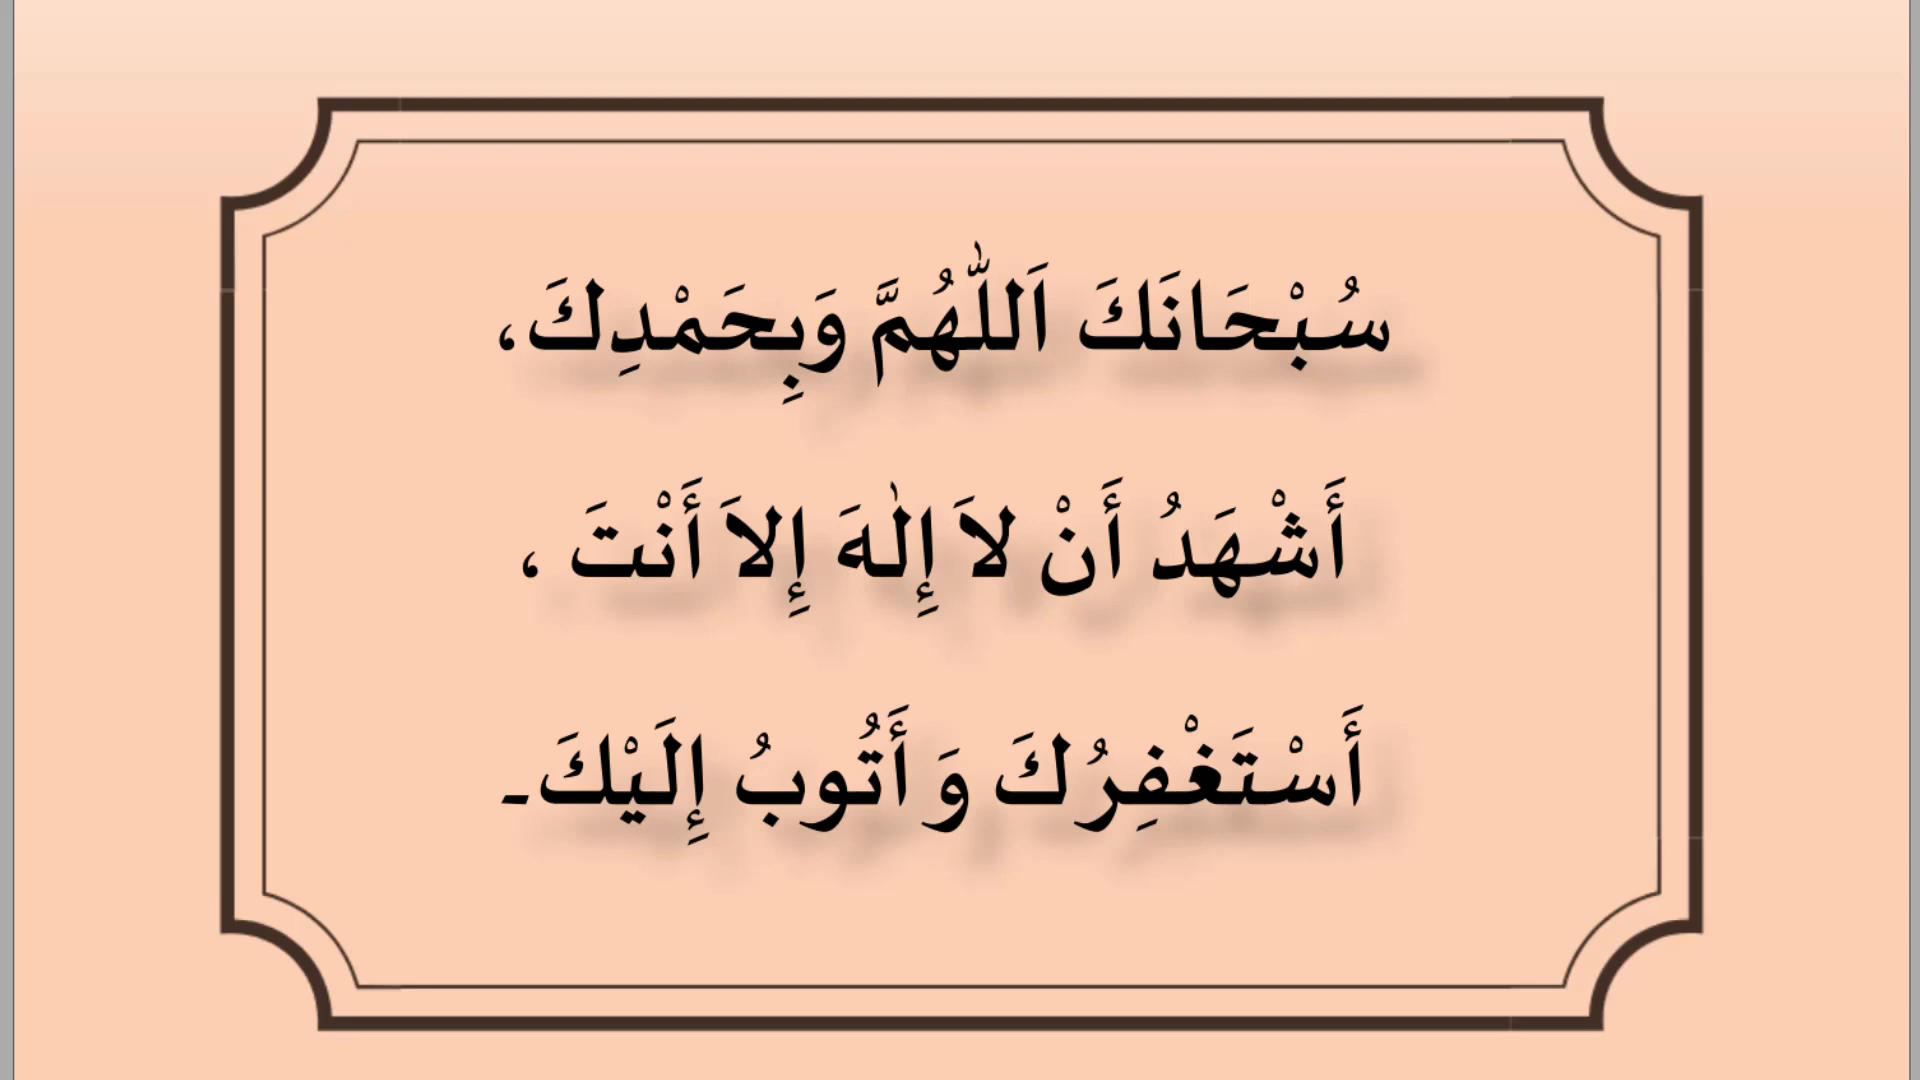 سُبْحَانَكَ اَللّٰهُمَّ وَبِحَمْدِكَ،
أَشْهَدُ أَنْ لاَ إِلٰهَ إِلاَ أَنْتَ ،
أَسْتَغْفِرُكَ وَ أَتُوبُ إِلَيْكَ۔